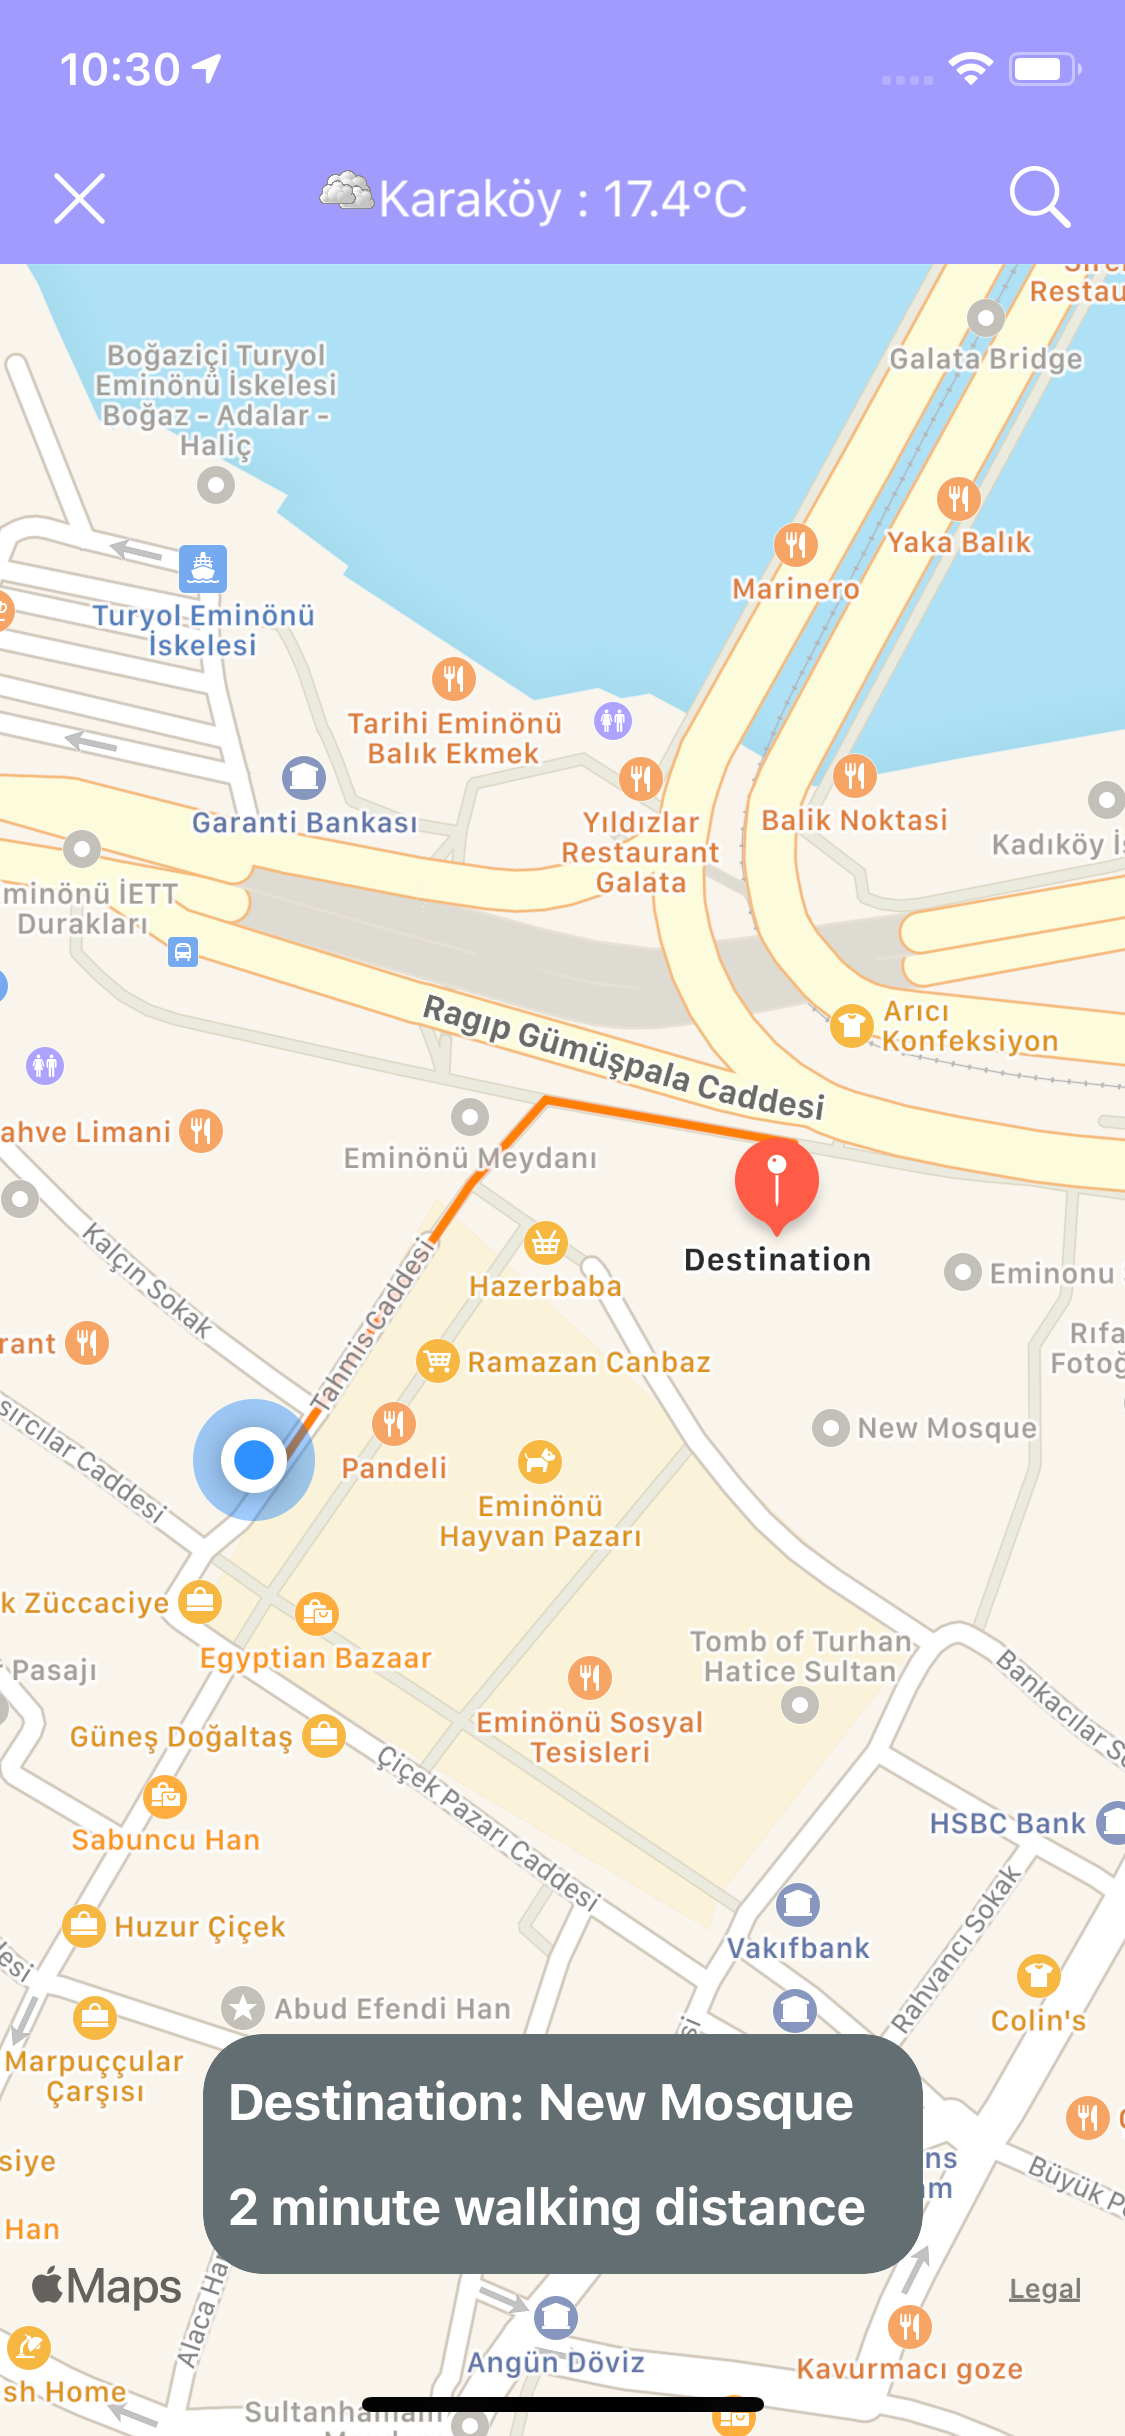 10:30
Karaköy : 17.4°C
Restau
Galata Bridge
Boğaziçi Turyol
Eminönü İskelesi
Boğaz - Adalar -
Haliç
Yaka Balık
Marinero
Turyol Eminönü
İskelesi
Tarihi Eminönü
Balık Ekmek
Garanti Bankası
Yıldızlar
Restaurant
Galata
Balik Noktasi
Kadıköy İs
minönü İETT
Durakları
Ragıp Gümüşpala Caddesi
Arıcı
Konfeksiyon
ahve Limani
Eminönü Meydanı
Kalçın Sokak
Tahmis Caddesi
Destination
Hazerbaba
Eminonu
Rıfa
Fotoğ
rant
Ramazan Canbaz
sırcılar Caddesi
New Mosque
Pandeli
Eminönü
Hayvan Pazarı
k Züccaciye
Egyptian Bazaar
Tomb of Turhan
Hatice Sultan
Pasajı
Bankacılar So
Eminönü Sosyal
Tesisleri
Güneş Doğaltaş
Çiçek Pazarı Caddesi
Sabuncu Han
HSBC Bank
Huzur Çiçek
Vakıfbank
Rahvancı Sokak
esi
Abud Efendi Han
Colin's
Marpuççular
Çarşısı
si
Destination: New Mosque
2 minute walking distance
siye
ns
m
Büyük Po
Han
Maps
Legal
Alaca Ha
Angün Döviz
Kavurmacı goze
sh Home
Sultanhamam